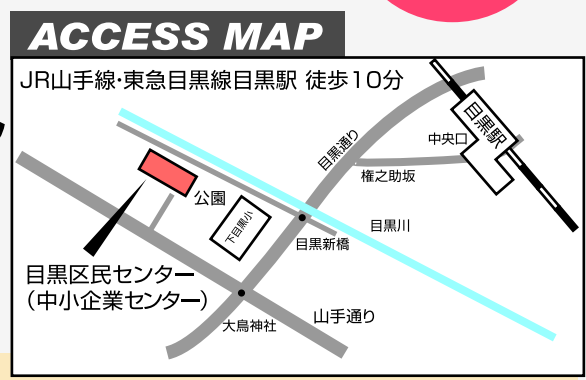 ACCESS MAP
JR山手線・東急目黒線目黒駅 徒歩10分
目黒駅
目黒通り
中央口
権之助坂
公園
下目黒小
目黒川
目黒新橋
目黒区民センター
(中小企業センター)
山手通り
大鳥神社